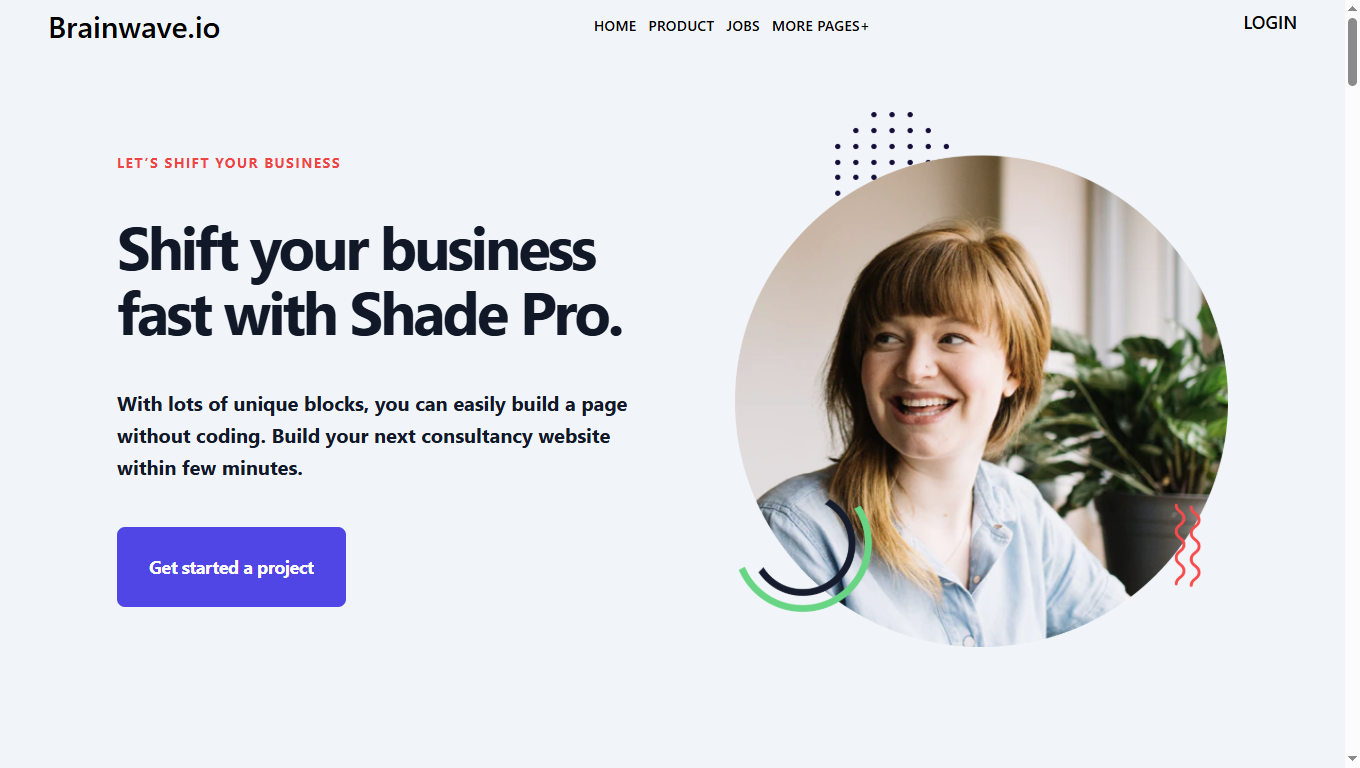 Brainwave.io
HOME PRODUCT JOBS MORE PAGES+
LOGIN
LET’S SHIFT YOUR BUSINESS
Shift your business
fast with Shade Pro.
With lots of unique blocks, you can easily build a page
without coding. Build your next consultancy website
within few minutes.
Get started a project